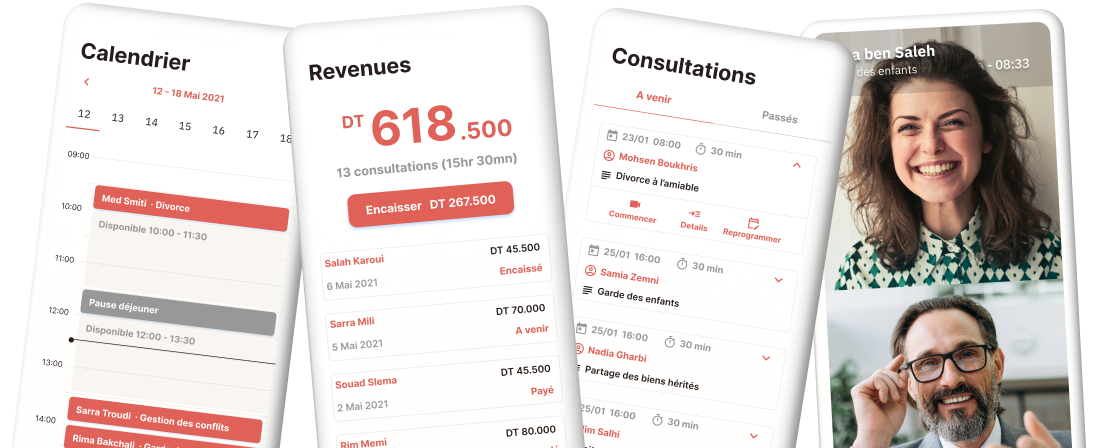 Calendrier
12 - 18 Mai 2021
12 13 14 15 16 17 18
09:00
Med Smiti · Divorce
10:00
Disponible 10:00 - 11:30
11:00
Pause déjeuner
12:00
Disponible 12:00 - 13:30
13:00
Sarra Troudi · Gestion des conflits
14:00
Rima Bakchali
Revenues
DT 618.500
13 consultations (15hr 30mn)
Encaisser DT 267.500
DT 45.500
Salah Karoui
Encaissé
6 Mai 2021
DT 70.000
Sarra Mili
A venir
5 Mai 2021
DT 45.500
Souad Slema
Payé
2 Mai 2021
DT 80.000
Rim Memi
Consultations
A venir
Passés
23/01 08:00 30 min
Mohsen Boukhris
Divorce à l'amiable
Commencer Details Reprogrammer
25/01 16:00 30 min
Samia Zemni
Garde des enfants
25/01 16:00 30 min
Nadia Gharbi
Partage des biens hérités
25/01 16:00 30 min
Salhi
a ben Saleh
des enfants
- 08:33